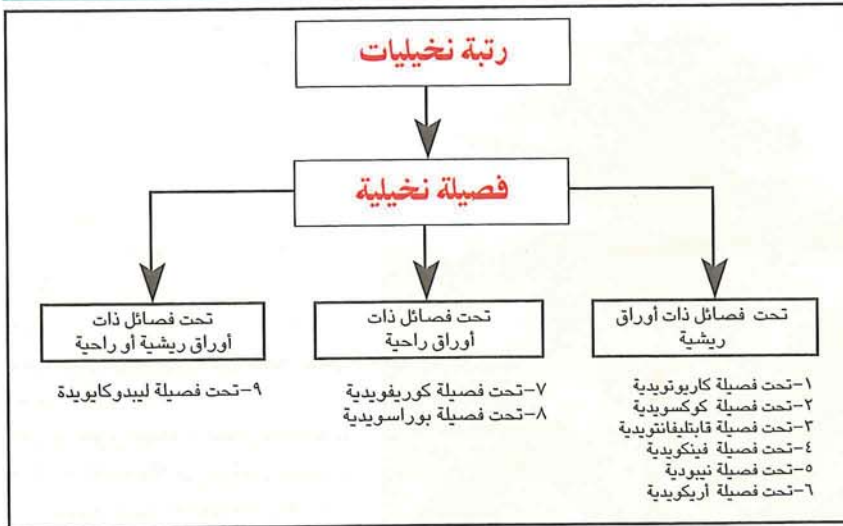 رتبة نخيليات
فصيلة نخيلية
تحت فصائل ذات أوراق
ريشية
١-تحت فصيلة كاريوتويدية
٢-تحت فصيلة كوكسويدية
٣-تحت فصيلة قابتليفانتويدية
٤-تحت فصيلة فينكويدية
٥-تحت فصيلة نيبودية
٦-تحت فصيلة أريكويدية
تحت فصائل ذات
أوراق راحية
٧-تحت فصيلة كوريفويدية
٨-تحت فصيلة بوراسويدية
تحت فصائل ذات
أوراق ريشية أو راحية
٩-تحت فصيلة ليبدوكايويدة